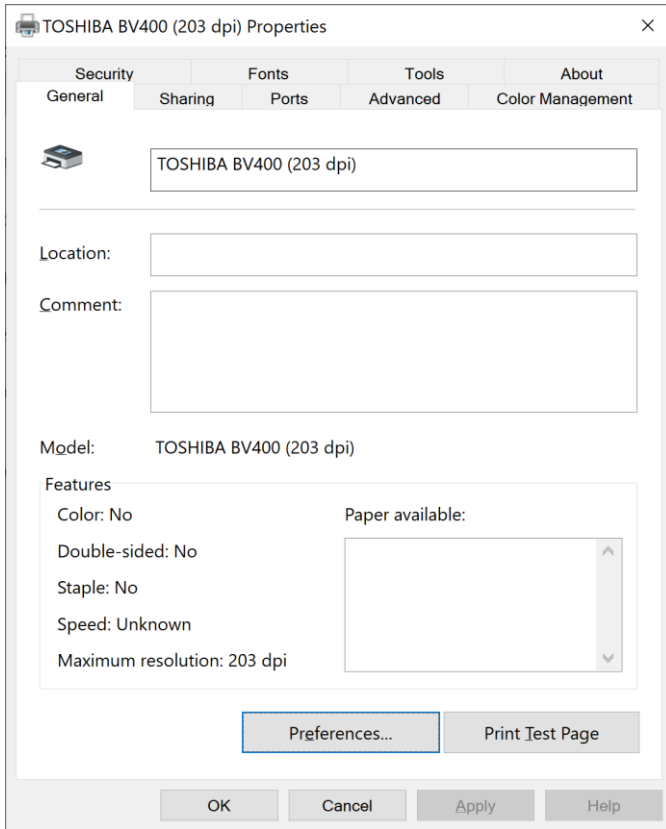 TOSHIBA BV400 (203 dpi) Properties
Security Fonts Tools About
General Sharing Ports Advanced Color Management
TOSHIBA BV400 (203 dpi)
Location:
Comment:
Model: TOSHIBA BV400 (203 dpi)
Features
Color: No Paper available:
Double-sided: No
Staple: No
Speed: Unknown
Maximum resolution: 203 dpi
Preferences... Print Test Page
OK Cancel Apply Help